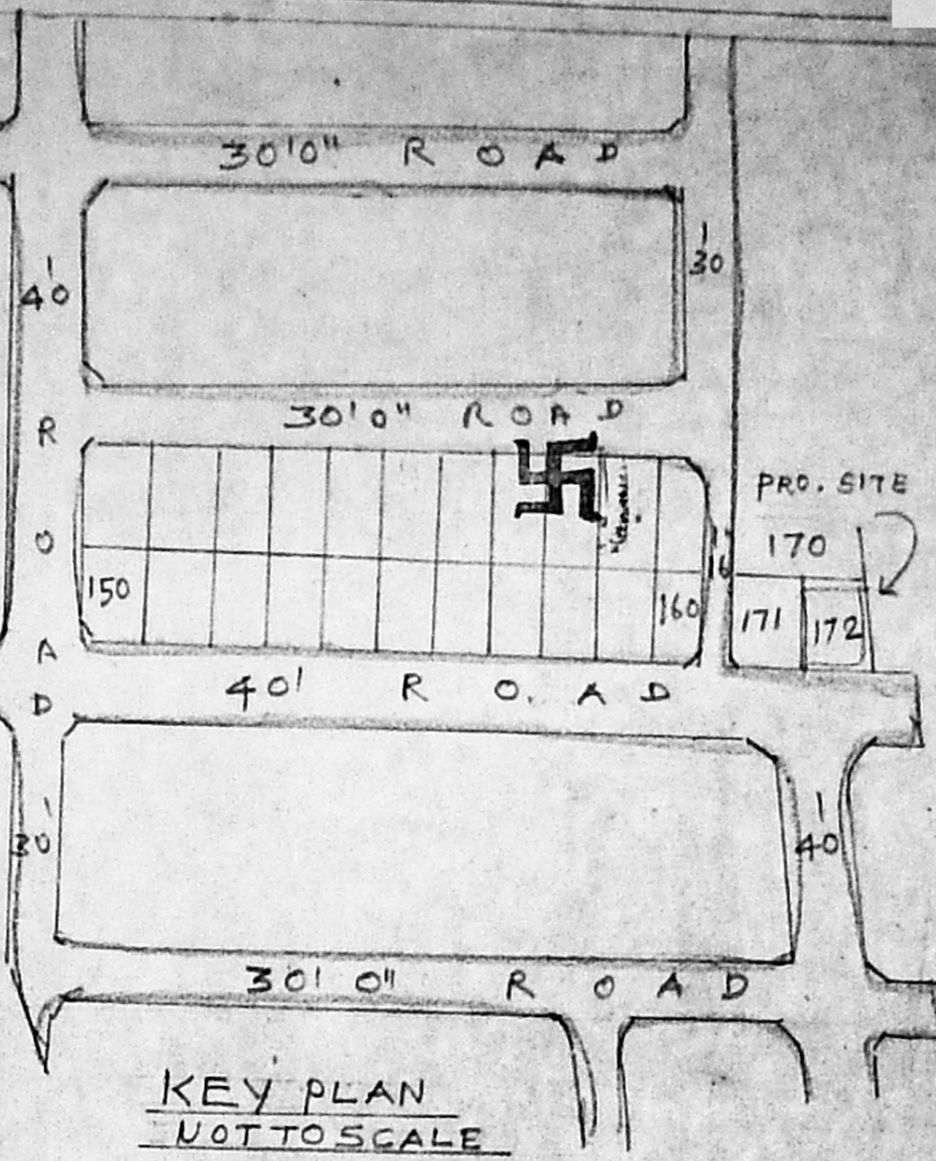 30'0" ROAD
40'
30'
30'0" ROAD
ROAD
PRO. SITE
170
150
160
171
172
40' ROAD
30'
40'
30'0" ROAD
KEY PLAN
NOT TO SCALE